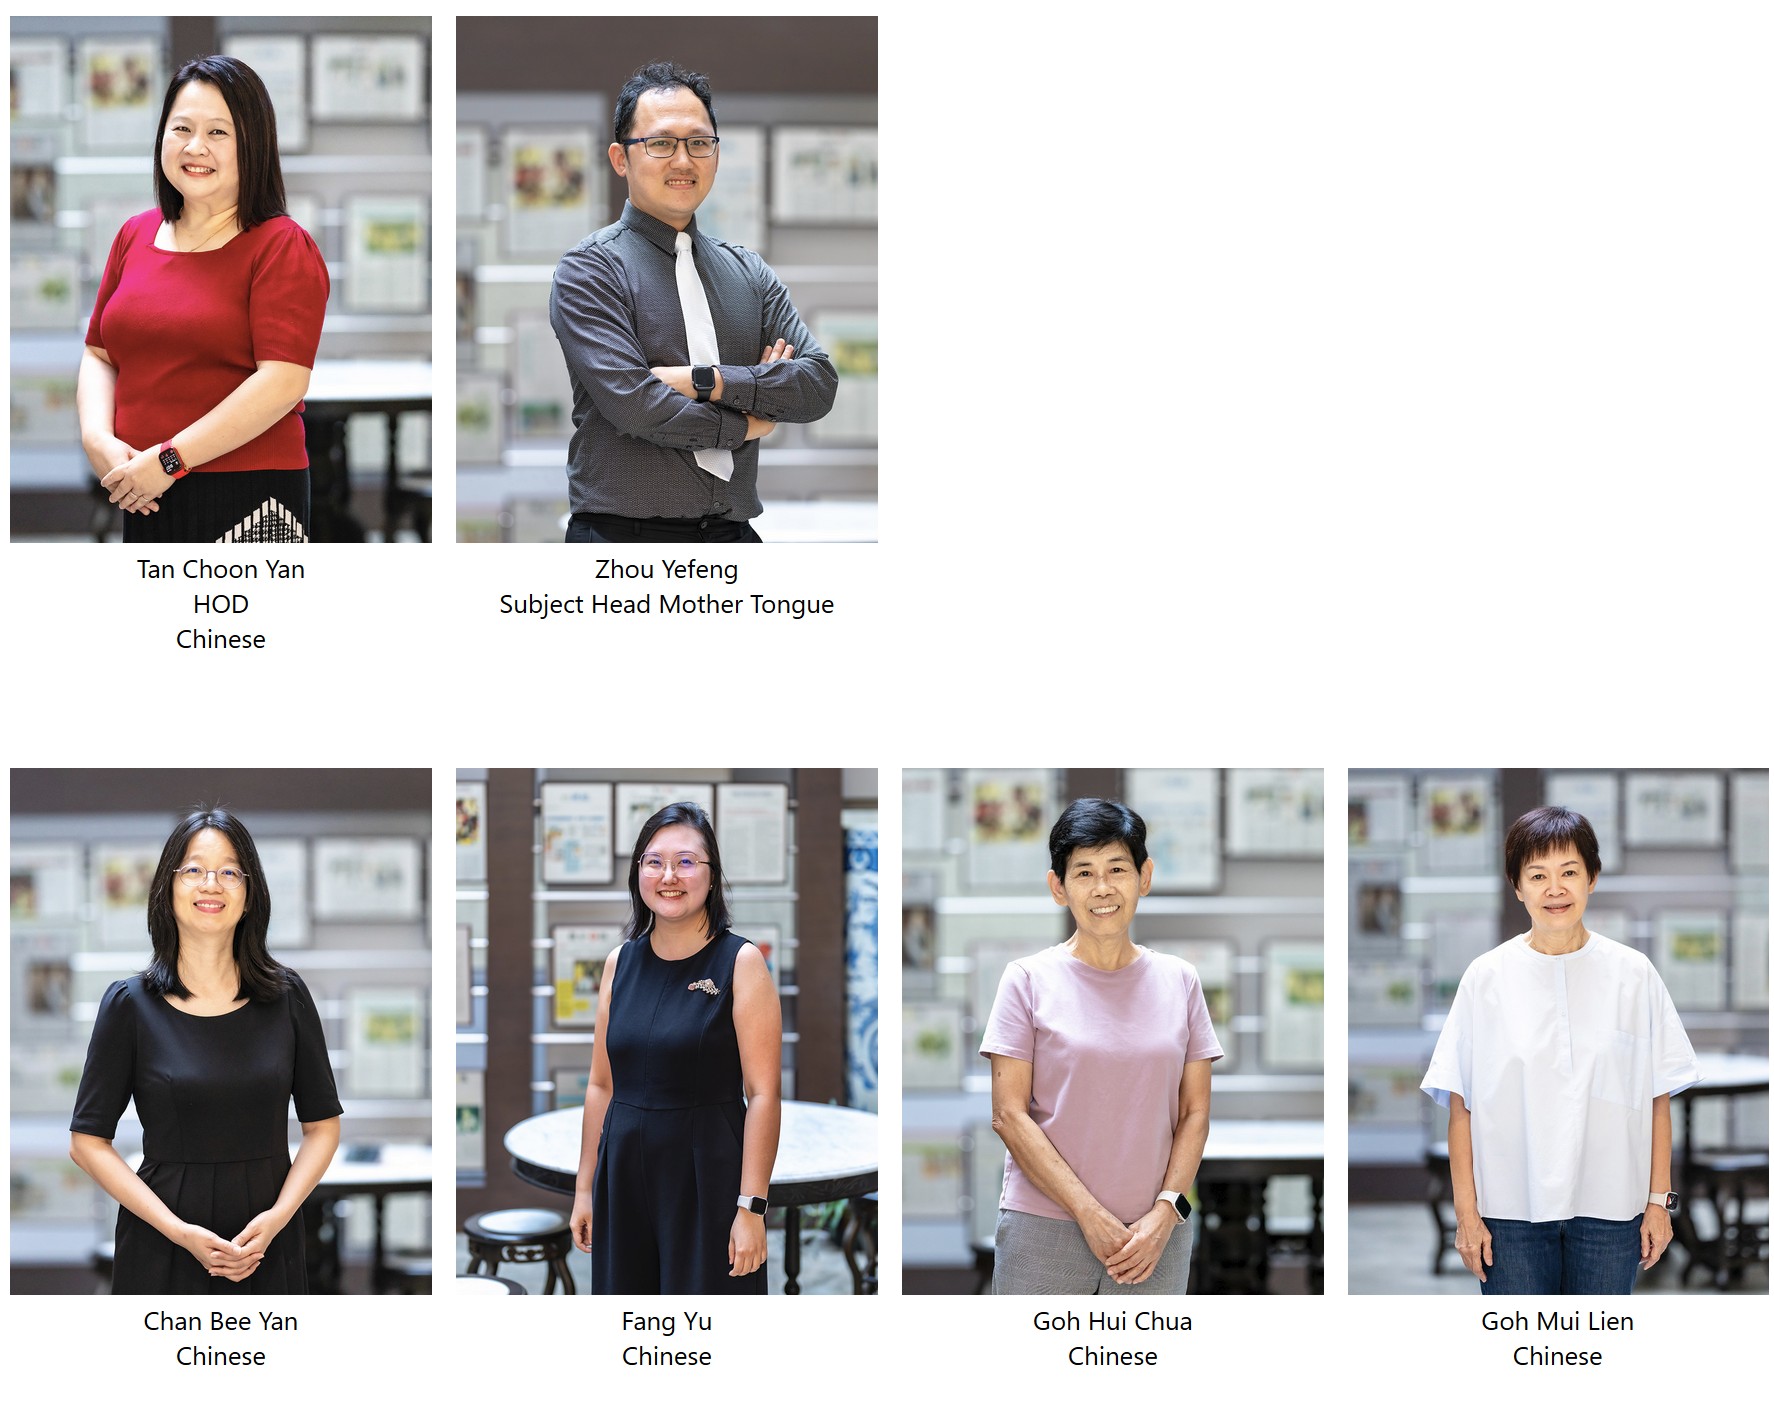 Tan Choon Yan
HOD
Chinese
Zhou Yefeng
Subject Head Mother Tongue
Chan Bee Yan
Chinese
Fang Yu
Chinese
Goh Hui Chua
Chinese
Goh Mui Lien
Chinese